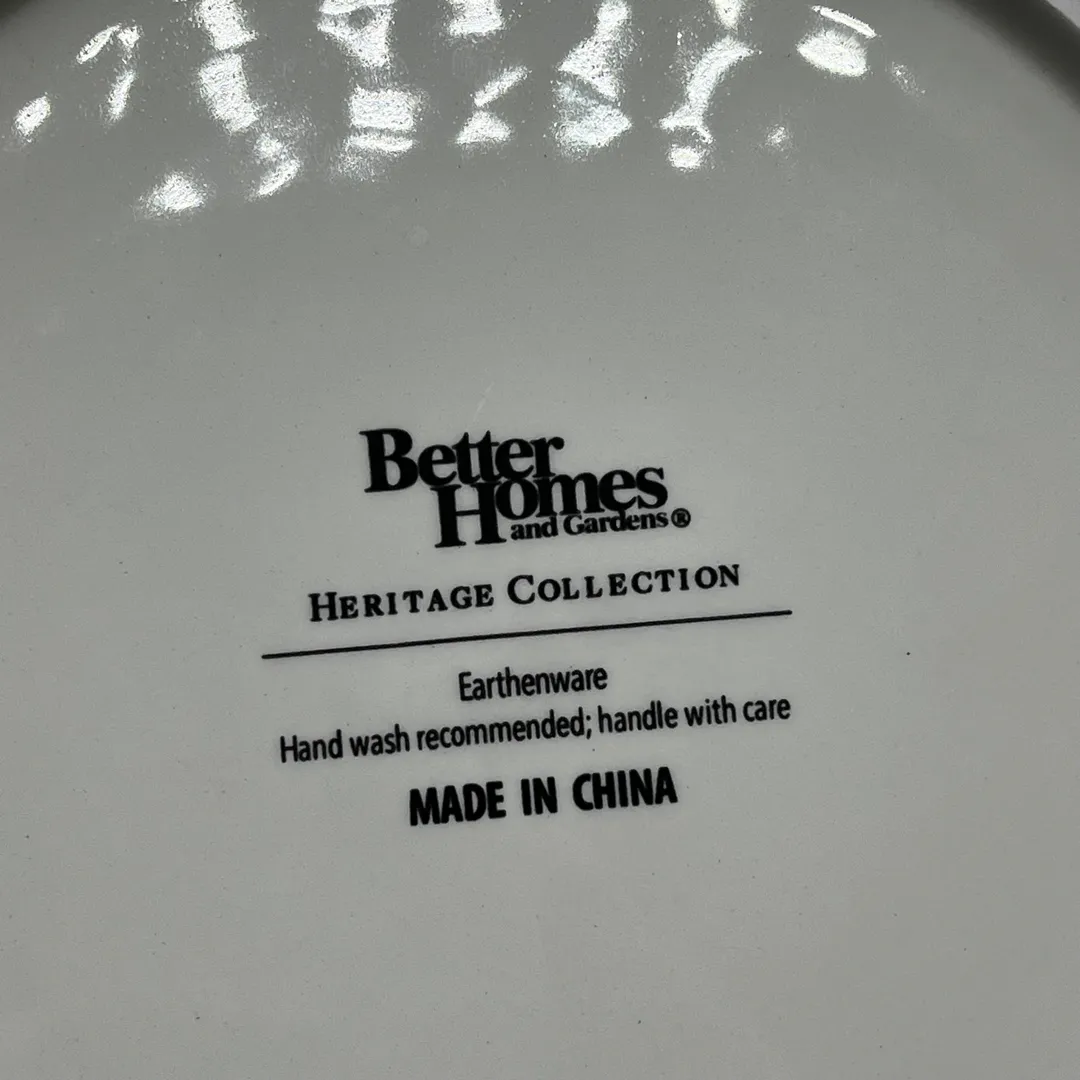 Better
Homes
and Gardens®
HERITAGE COLLECTION
Earthenware
Hand wash recommended; handle with care
MADE IN CHINA